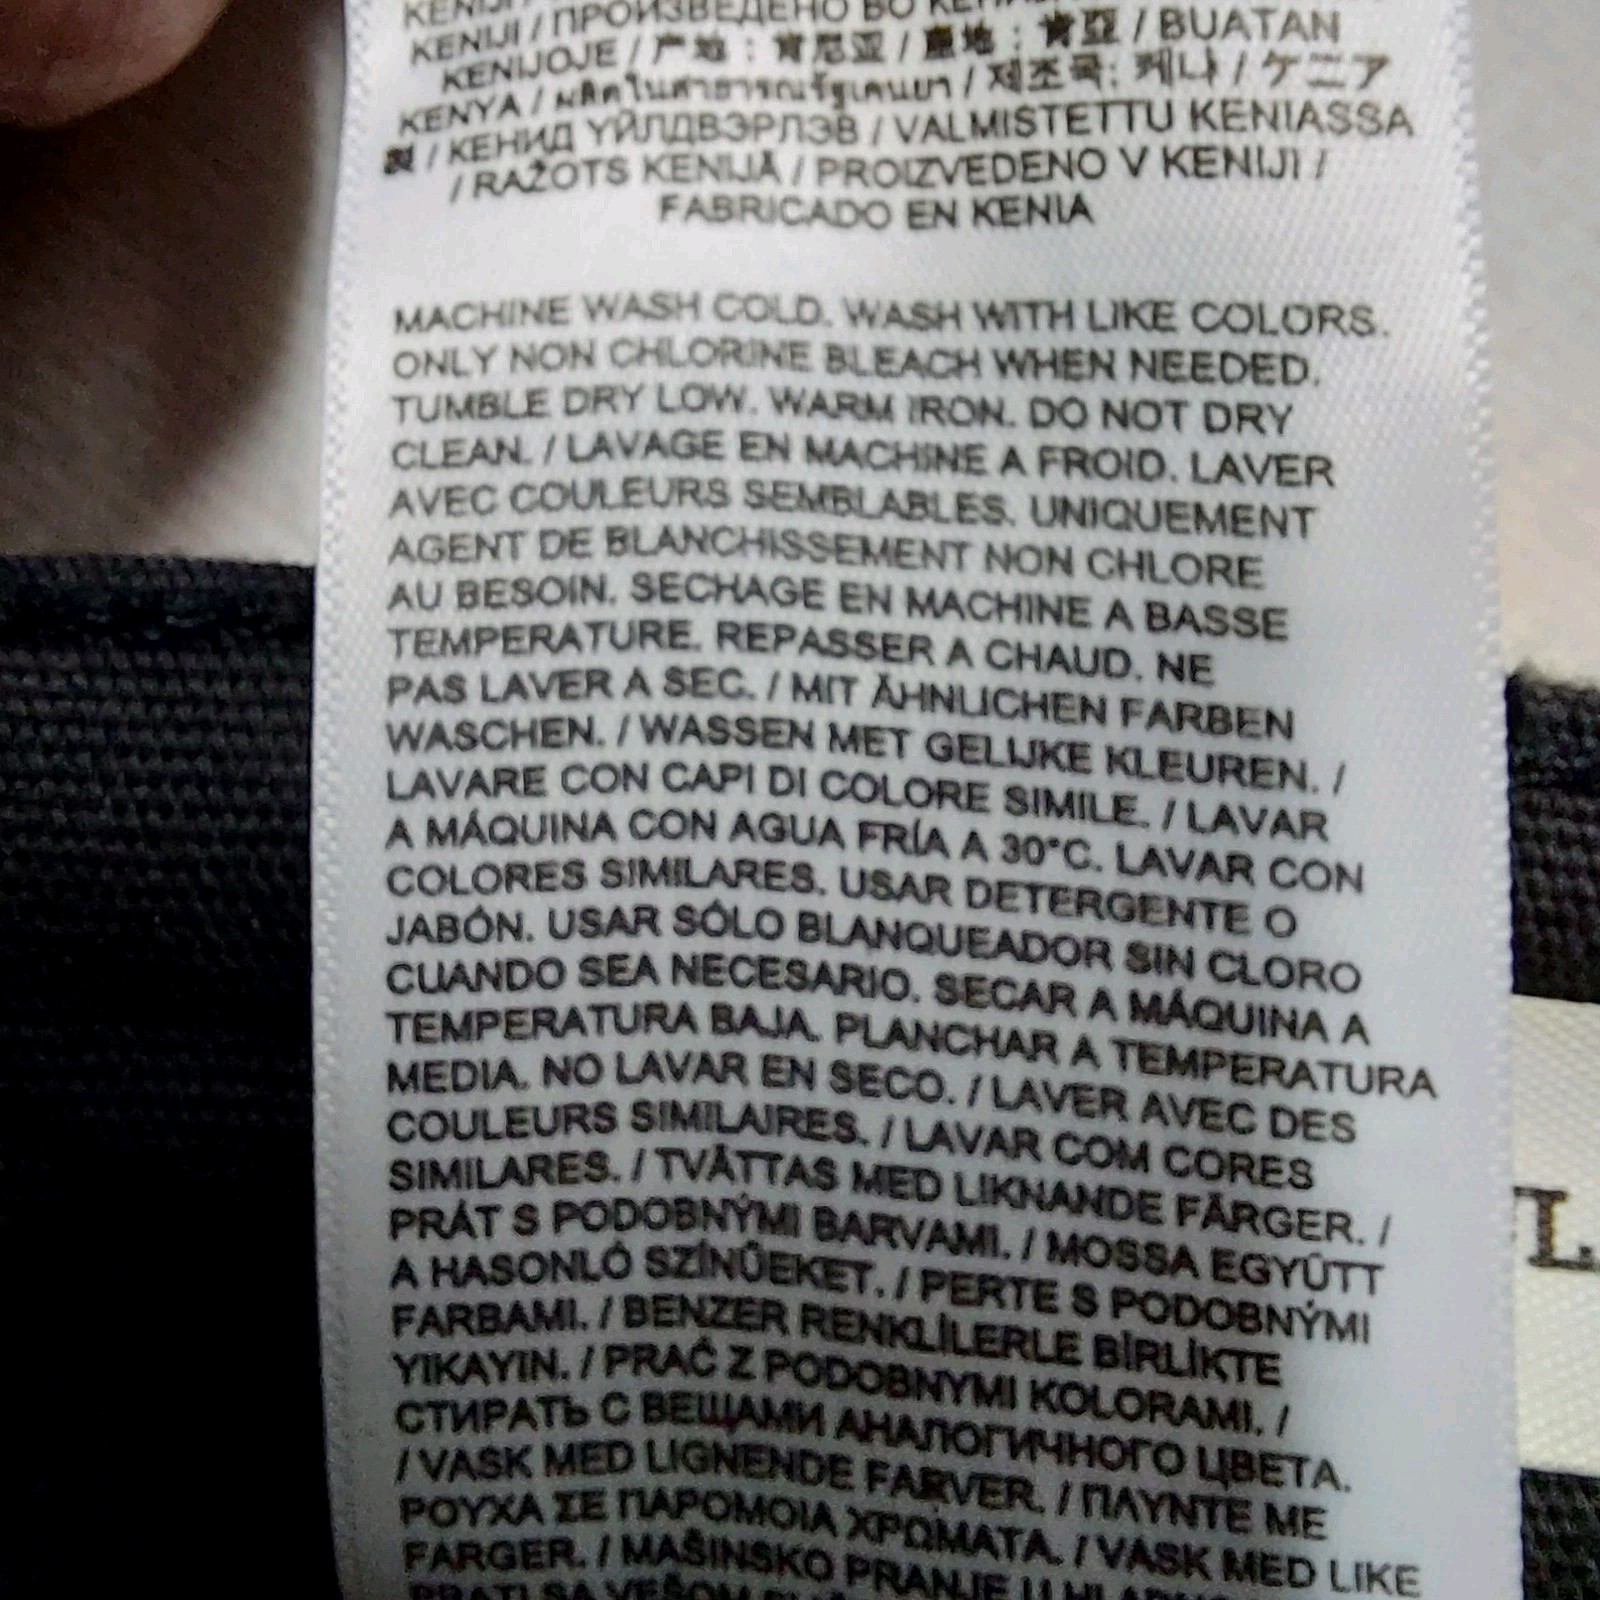 KENIJI / ПРОИЗВЕДЕНО ВО
KENIJOJE / 产地：肯尼亚 / 產地：肯亞 / BUATAN
KENYA / ผลิตในสาธารณรัฐเคนยา / 제조국: 케냐 / ケニア
製 / КЕНИД ҮЙЛДВЭРЛЭВ / VALMISTETTU KENIASSA
/ RAŽOTS KENIJĀ / PROIZVEDENO V KENIJI /
FABRICADO EN KENIA
MACHINE WASH COLD. WASH WITH LIKE COLORS.
ONLY NON CHLORINE BLEACH WHEN NEEDED.
TUMBLE DRY LOW. WARM IRON. DO NOT DRY
CLEAN. / LAVAGE EN MACHINE A FROID. LAVER
AVEC COULEURS SEMBLABLES. UNIQUEMENT
AGENT DE BLANCHISSEMENT NON CHLORE
AU BESOIN. SECHAGE EN MACHINE A BASSE
TEMPERATURE. REPASSER A CHAUD. NE
PAS LAVER A SEC. / MIT ÄHNLICHEN FARBEN
WASCHEN. / WASSEN MET GELIJKE KLEUREN. /
LAVARE CON CAPI DI COLORE SIMILE. / LAVAR
A MÁQUINA CON AGUA FRÍA A 30°C. LAVAR CON
COLORES SIMILARES. USAR DETERGENTE O
JABÓN. USAR SÓLO BLANQUEADOR SIN CLORO
CUANDO SEA NECESARIO. SECAR A MÁQUINA A
TEMPERATURA BAJA. PLANCHAR A TEMPERATURA
MEDIA. NO LAVAR EN SECO. / LAVER AVEC DES
COULEURS SIMILAIRES. / LAVAR COM CORES
SIMILARES. / TVÄTTAS MED LIKNANDE FÄRGER. /
PRÁT S PODOBNÝMI BARVAMI. / MOSSA EGYÜTT
A HASONLÓ SZÍNŰEKET. / PERTE S PODOBNÝMI
FARBAMI. / BENZER RENKLİLERLE BİRLİKTE
YIKAYIN. / PRAĆ Z PODOBNYMI KOLORAMI. /
СТИРАТЬ С ВЕЩАМИ АНАЛОГИЧНОГО ЦВЕТА.
/ VASK MED LIGNENDE FARVER. / ΠΛΥΝΤΕ ΜΕ
ΡΟΥΧΑ ΣΕ ΠΑΡΟΜΟΙΑ ΧΡΩΜΑΤΑ. / VASK MED LIKE
FARGER. / MAŠINSKO PRANJE U
PRATI SA VEŠOM